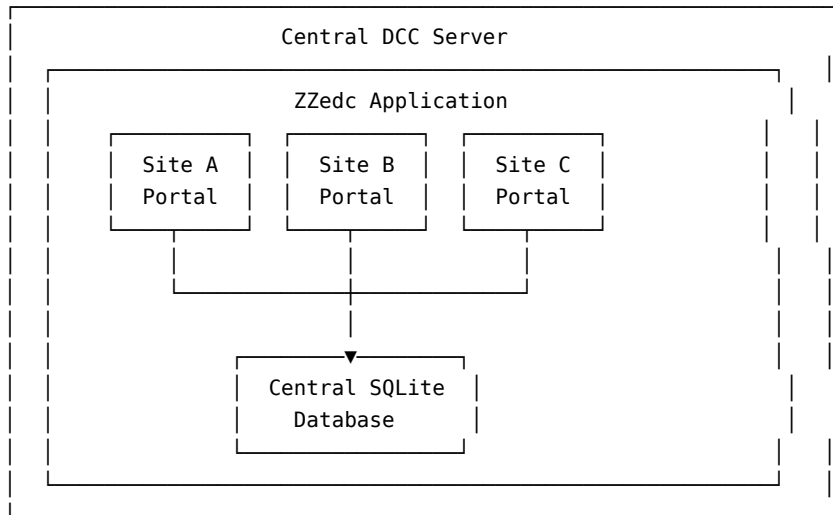 Central DCC Server
ZZedc Application
Site A Site B Site C
Portal Portal Portal
Central SQLite
Database